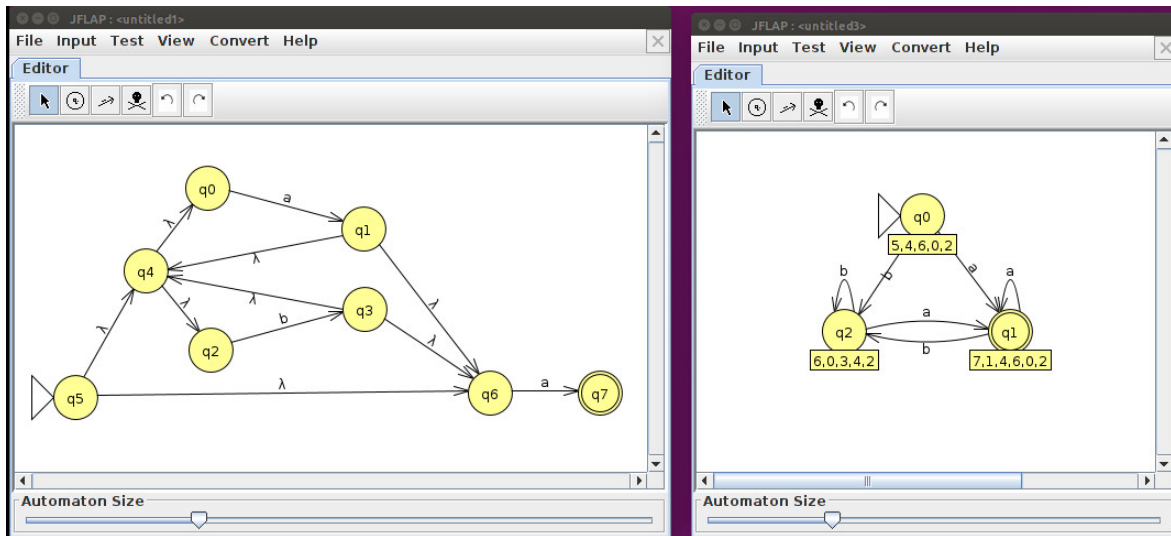 JFLAP : <untitled1>
File Input Test View Convert Help
Editor
q0
a
q1
λ
λ
q4
λ
λ
λ
q3
b
λ
q2
λ
λ
q5
q6
a
q7
Automaton Size
JFLAP : <untitled3>
File Input Test View Convert Help
Editor
q0
5,4,6,0,2
b
a
b
a
q2
a
q1
b
6,0,3,4,2
7,1,4,6,0,2
Automaton Size